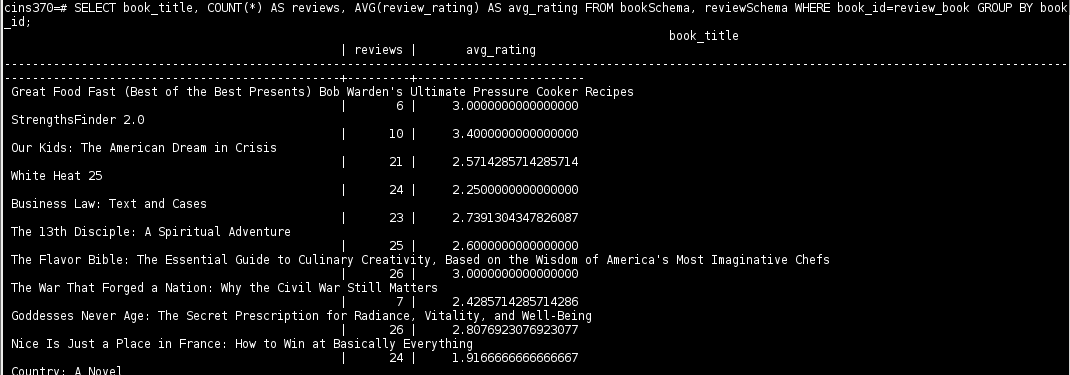 cins370=# SELECT book_title, COUNT(*) AS reviews, AVG(review_rating) AS avg_rating FROM bookSchema, reviewSchema WHERE book_id=review_book GROUP BY book
_id;
book_title
| reviews | avg_rating
--------------------------------------------------------------------------------------------------------------------------------------------------------
------------------------------------------------+---------+------------------------
Great Food Fast (Best of the Best Presents) Bob Warden's Ultimate Pressure Cooker Recipes
| 6 | 3.0000000000000000
StrengthsFinder 2.0
| 10 | 3.4000000000000000
Our Kids: The American Dream in Crisis
| 21 | 2.5714285714285714
White Heat 25
| 24 | 2.2500000000000000
Business Law: Text and Cases
| 23 | 2.7391304347826087
The 13th Disciple: A Spiritual Adventure
| 25 | 2.6000000000000000
The Flavor Bible: The Essential Guide to Culinary Creativity, Based on the Wisdom of America's Most Imaginative Chefs
| 26 | 3.0000000000000000
The War That Forged a Nation: Why the Civil War Still Matters
| 7 | 2.4285714285714286
Goddesses Never Age: The Secret Prescription for Radiance, Vitality, and Well-Being
| 26 | 2.8076923076923077
Nice Is Just a Place in France: How to Win at Basically Everything
| 24 | 1.9166666666666667
Country: A Novel